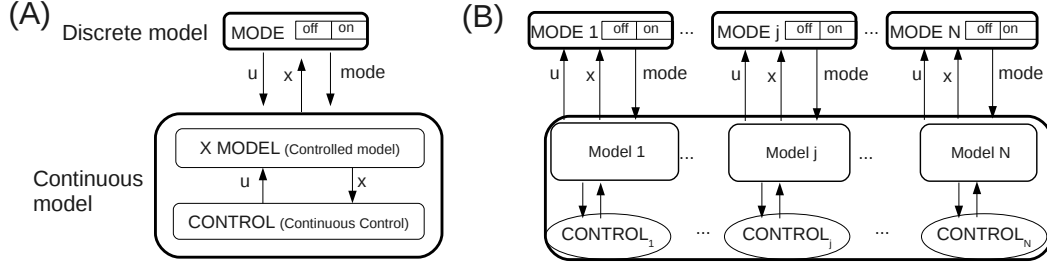 (A)
Discrete model
MODE off on
u x mode
X MODEL (Controlled model)
u x
Continuous
model
CONTROL (Continuous Control)
(B)
MODE 1 off on ... MODE j off on ... MODE N off on
u x mode u x mode u x mode
Model 1 ... Model j ... Model N
CONTROL1 ... CONTROLj ... CONTROLN